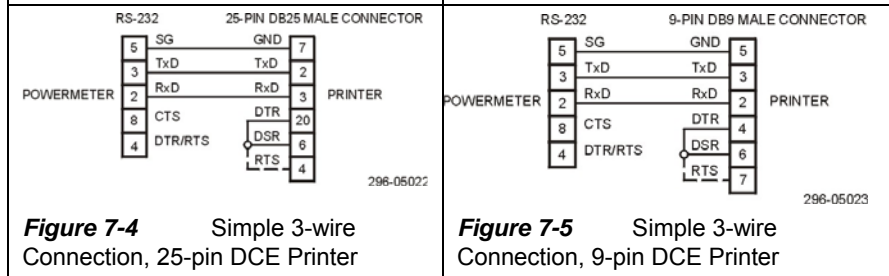 RS-232 25-PIN DB25 MALE CONNECTOR
5 SG GND 7
3 TxD TxD 2
POWERMETER 2 RxD RxD 3 PRINTER
8 CTS DTR 20
4 DTR/RTS DSR 6
RTS 4
296-05022
Figure 7-4 Simple 3-wire
Connection, 25-pin DCE Printer
RS-232 9-PIN DB9 MALE CONNECTOR
5 SG GND 5
3 TxD TxD 3
POWERMETER 2 RxD RxD 2 PRINTER
8 CTS DTR 4
4 DTR/RTS DSR 6
RTS 7
296-05023
Figure 7-5 Simple 3-wire
Connection, 9-pin DCE Printer